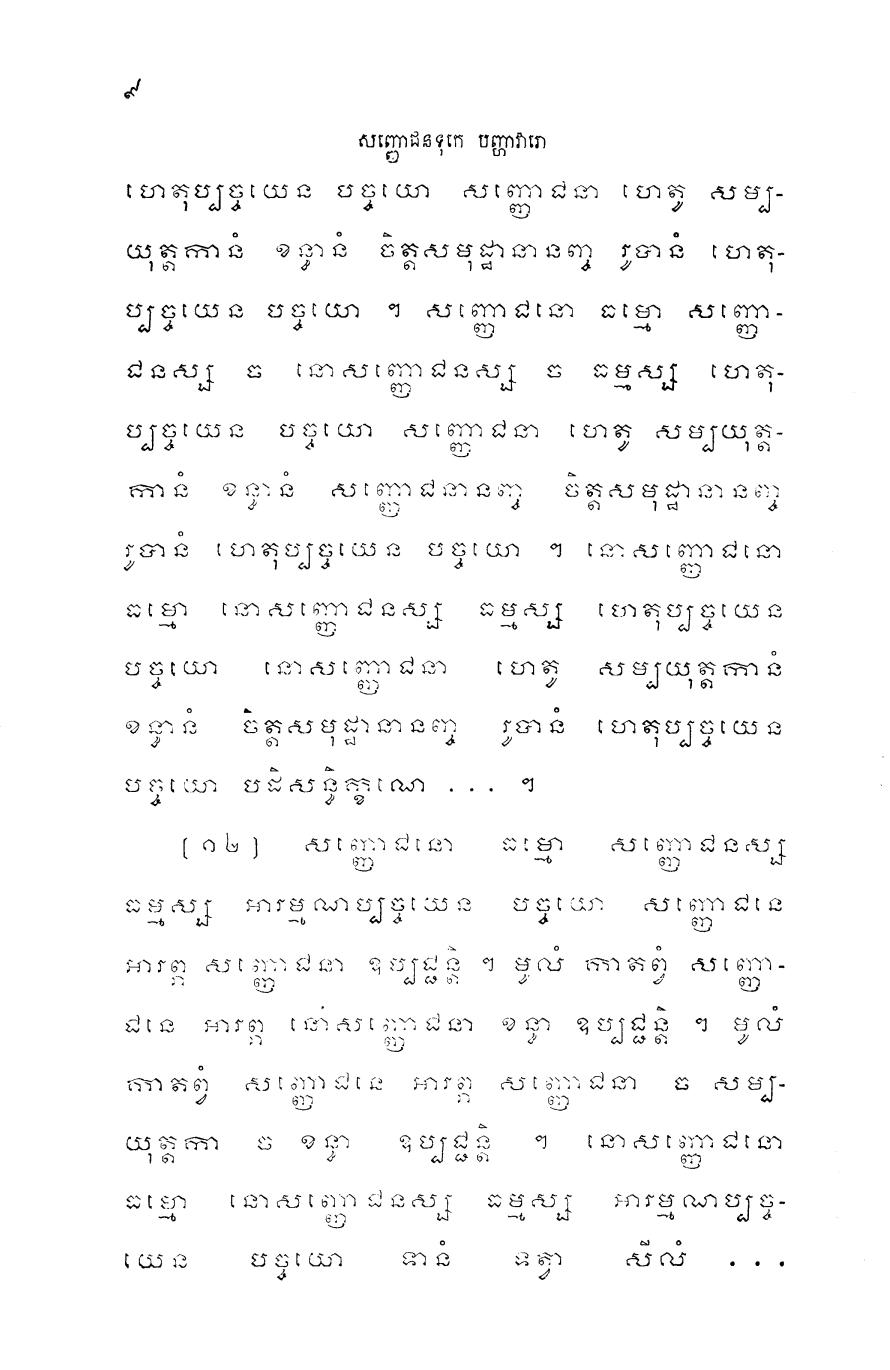 ៩
សញ្ញោជនទុកេ បញ្ហាវារោ
ហេតុប្បច្ចយេន បច្ចយោ សញ្ញោជនា ហេតូ សម្ប-
យុត្តកានំ ខន្ធានំ ចិត្តសមុដ្ឋានានញ្ច រូបានំ ហេតុ-
ប្បច្ចយេន បច្ចយោ ។ សញ្ញោជនោ ធម្មោ សញ្ញោ-
ជនស្ស ច នោសញ្ញោជនស្ស ច ធម្មស្ស ហេតុ-
ប្បច្ចយេន បច្ចយោ សញ្ញោជនា ហេតូ សម្បយុត្ត-
កានំ ខន្ធានំ សញ្ញោជនានញ្ច ចិត្តសមុដ្ឋានានញ្ច
រូបានំ ហេតុប្បច្ចយេន បច្ចយោ ។ នោសញ្ញោជនោ
ធម្មោ នោសញ្ញោជនស្ស ធម្មស្ស ហេតុប្បច្ចយេន
បច្ចយោ នោសញ្ញោជនា ហេតូ សម្បយុត្តកានំ
ខន្ធានំ ចិត្តសមុដ្ឋានានញ្ច រូបានំ ហេតុប្បច្ចយេន
បច្ចយោ បដិសន្ធិក្ខណេ ... ។
[១២] សញ្ញោជនោ ធម្មោ សញ្ញោជនស្ស
ធម្មស្ស អារម្មណប្បច្ចយេន បច្ចយោ សញ្ញោជនេ
អារព្ភ សញ្ញោជនា ឧប្បជ្ជន្តិ ។ មូលំ កាតព្វំ សញ្ញោ-
ជនេ អារព្ភ នោសញ្ញោជនា ខន្ធា ឧប្បជ្ជន្តិ ។ មូលំ
កាតព្វំ សញ្ញោជនេ អារព្ភ សញ្ញោជនា ច សម្ប-
យុត្តកា ច ខន្ធា ឧប្បជ្ជន្តិ ។ នោសញ្ញោជនោ
ធម្មោ នោសញ្ញោជនស្ស ធម្មស្ស អារម្មណប្បច្ច-
យេន បច្ចយោ ទានំ ទត្វា សីលំ ...